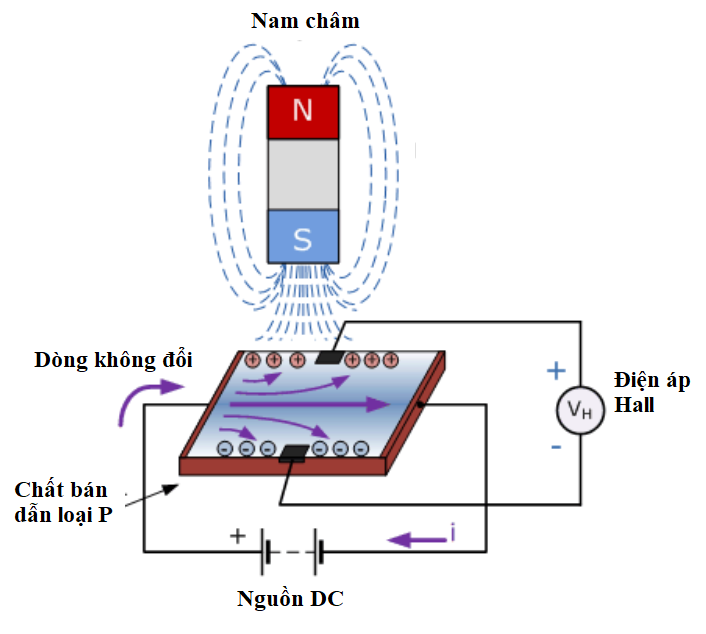 Nam châm
N
S
Dòng không đổi
+
Điện áp
Hall
V_H
-
Chất bán
dẫn loại P
+
i
Nguồn DC